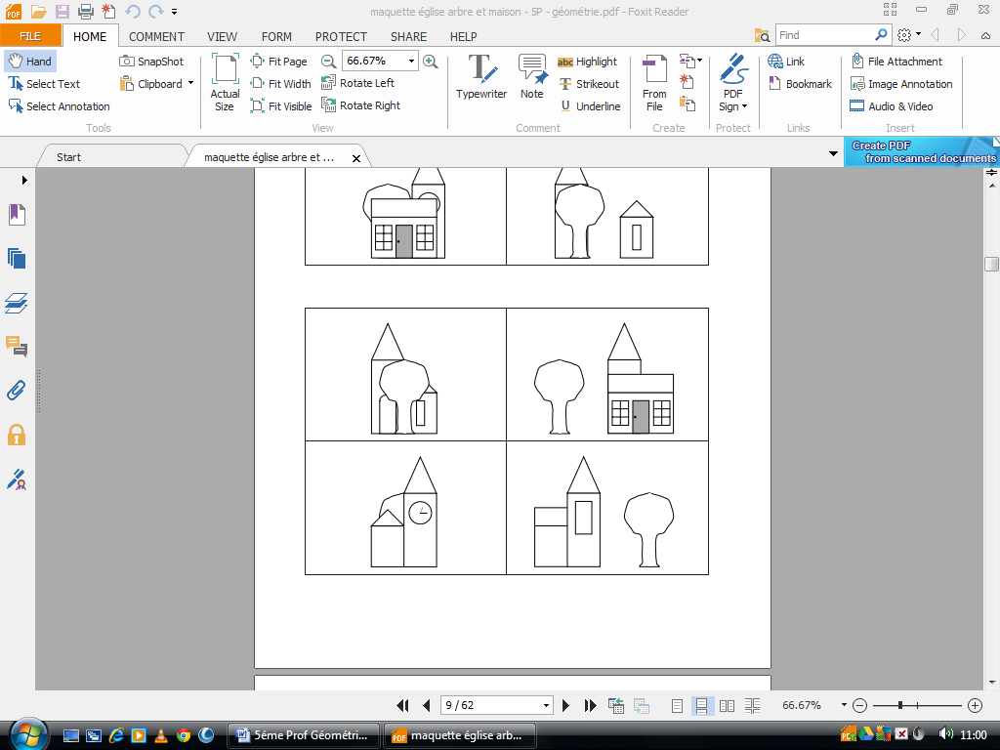 maquette église arbre et maison - 5P - géométrie.pdf - Foxit Reader
FILE HOME COMMENT VIEW FORM PROTECT SHARE HELP Find
Hand SnapShot Fit Page 66.67% Highlight Link File Attachment
Select Text Clipboard Fit Width Rotate Left Strikeout Bookmark Image Annotation
Select Annotation Fit Visible Rotate Right Underline Audio & Video
Actual Size Typewriter Note From File PDF Sign
Tools View Comment Create Protect Links Insert
Start maquette église arbre et ... Create PDF
from scanned documents
9 / 62 66.67%
5éme Prof Géométri... maquette église arb... 11:00